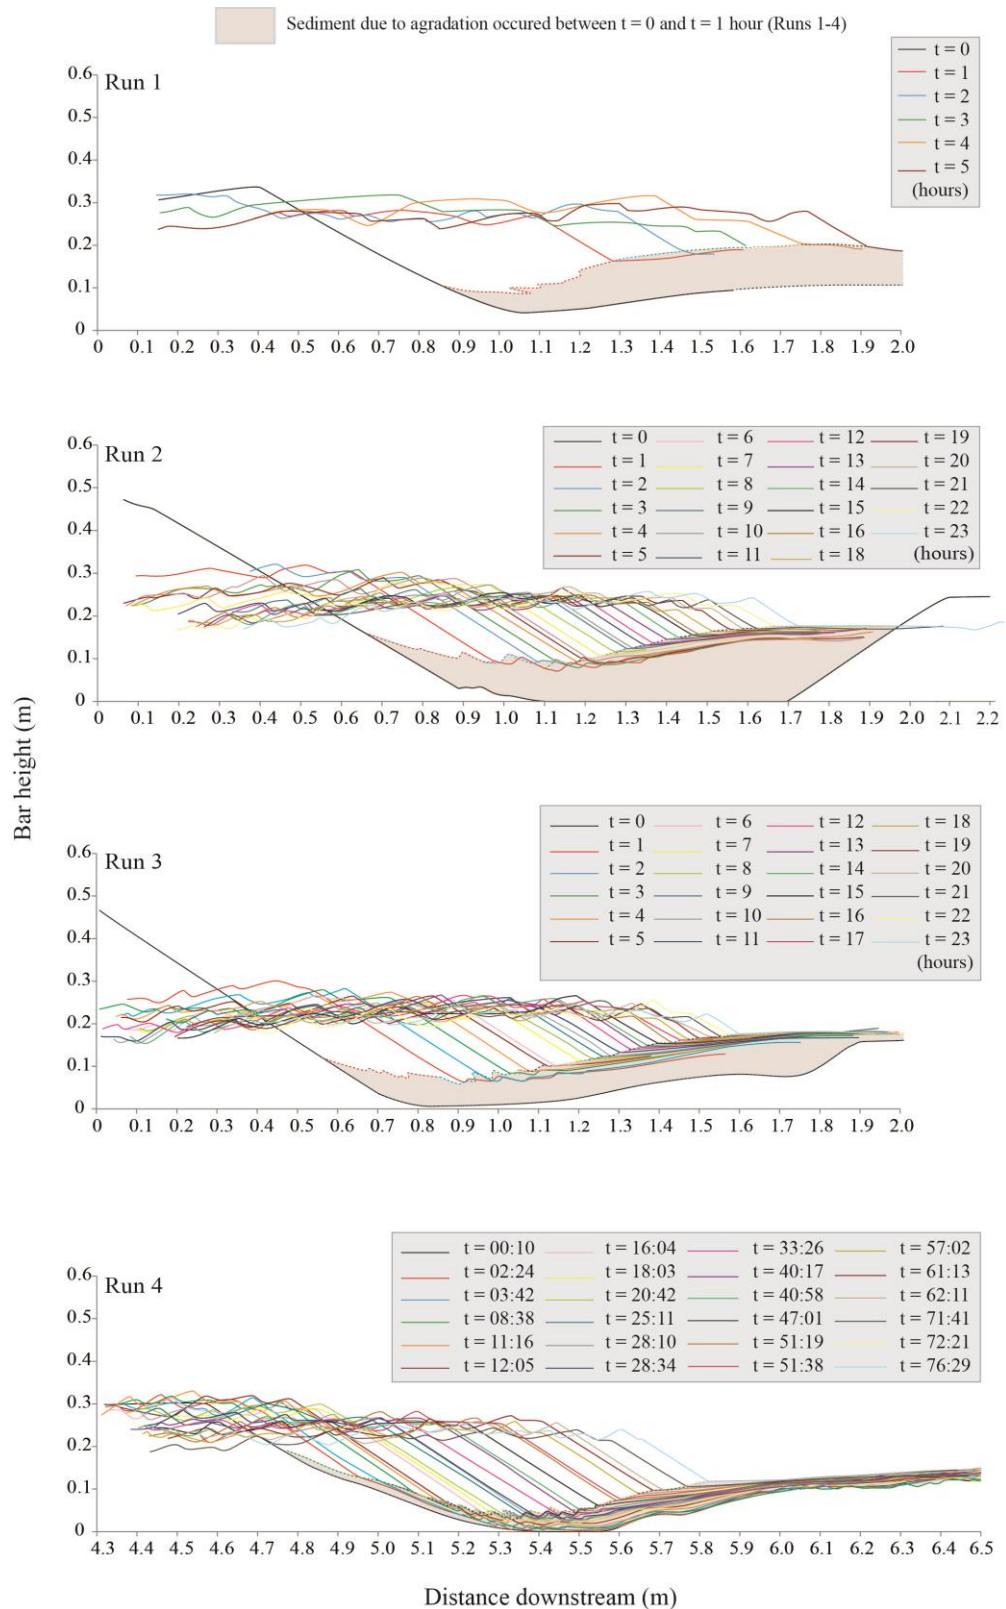 Sediment due to agradation occured between t = 0 and t = 1 hour (Runs 1-4)
Run 1
t = 0
t = 1
t = 2
t = 3
t = 4
t = 5
(hours)
0.6
0.5
0.4
0.3
0.2
0.1
0
0 0.1 0.2 0.3 0.4 0.5 0.6 0.7 0.8 0.9 1.0 1.1 1.2 1.3 1.4 1.5 1.6 1.7 1.8 1.9 2.0
Run 2
t = 0 t = 6 t = 12 t = 19
t = 1 t = 7 t = 13 t = 20
t = 2 t = 8 t = 14 t = 21
t = 3 t = 9 t = 15 t = 22
t = 4 t = 10 t = 16 t = 23
t = 5 t = 11 t = 18 (hours)
0.6
0.5
0.4
0.3
0.2
0.1
0
0 0.1 0.2 0.3 0.4 0.5 0.6 0.7 0.8 0.9 1.0 1.1 1.2 1.3 1.4 1.5 1.6 1.7 1.8 1.9 2.0 2.1 2.2
Bar height (m)
Run 3
t = 0 t = 6 t = 12 t = 18
t = 1 t = 7 t = 13 t = 19
t = 2 t = 8 t = 14 t = 20
t = 3 t = 9 t = 15 t = 21
t = 4 t = 10 t = 16 t = 22
t = 5 t = 11 t = 17 t = 23
(hours)
0.6
0.5
0.4
0.3
0.2
0.1
0
0 0.1 0.2 0.3 0.4 0.5 0.6 0.7 0.8 0.9 1.0 1.1 1.2 1.3 1.4 1.5 1.6 1.7 1.8 1.9 2.0
Run 4
t = 00:10 t = 16:04 t = 33:26 t = 57:02
t = 02:24 t = 18:03 t = 40:17 t = 61:13
t = 03:42 t = 20:42 t = 40:58 t = 62:11
t = 08:38 t = 25:11 t = 47:01 t = 71:41
t = 11:16 t = 28:10 t = 51:19 t = 72:21
t = 12:05 t = 28:34 t = 51:38 t = 76:29
0.6
0.5
0.4
0.3
0.2
0.1
0
4.3 4.4 4.5 4.6 4.7 4.8 4.9 5.0 5.1 5.2 5.3 5.4 5.5 5.6 5.7 5.8 5.9 6.0 6.1 6.2 6.3 6.4 6.5
Distance downstream (m)